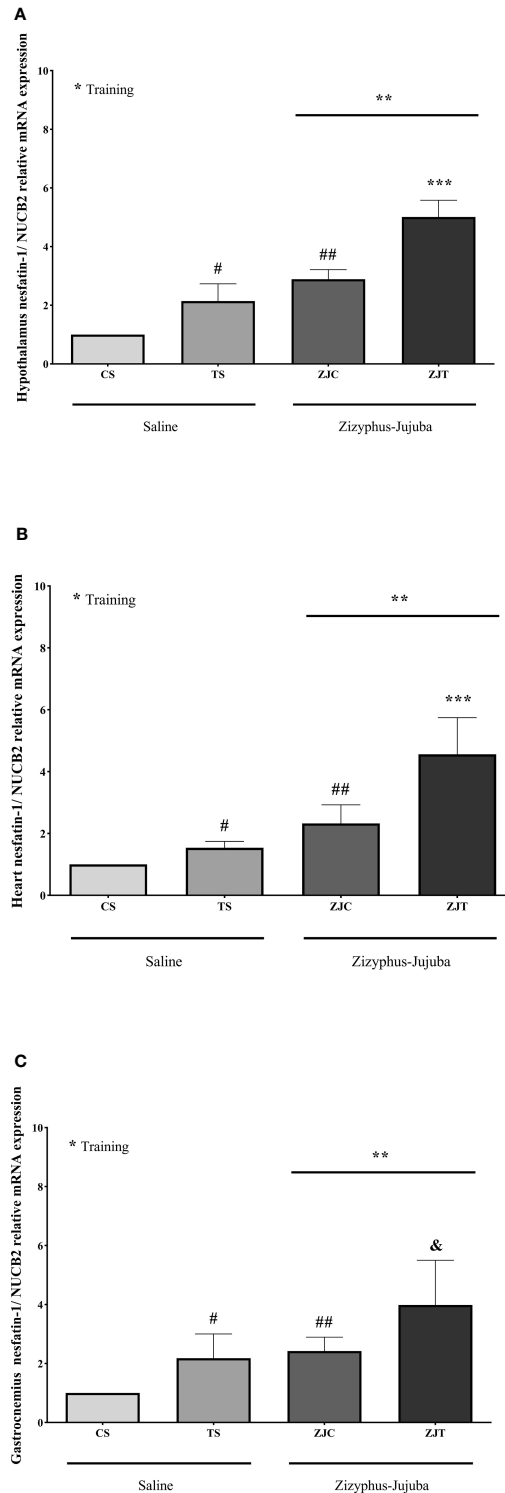 A
Hypothalamus nesfatin-1/ NUCB2 relative mRNA expression
10
8
6
4
2
0
* Training
**
#
##
***
CS TS ZJC ZJT
Saline Zizyphus-Jujuba
B
Heart nesfatin-1/ NUCB2 relative mRNA expression
10
8
6
4
2
0
* Training
**
#
##
***
CS TS ZJC ZJT
Saline Zizyphus-Jujuba
C
Gastrocnemius nesfatin-1/ NUCB2 relative mRNA expression
10
8
6
4
2
0
* Training
**
#
##
&
CS TS ZJC ZJT
Saline Zizyphus-Jujuba